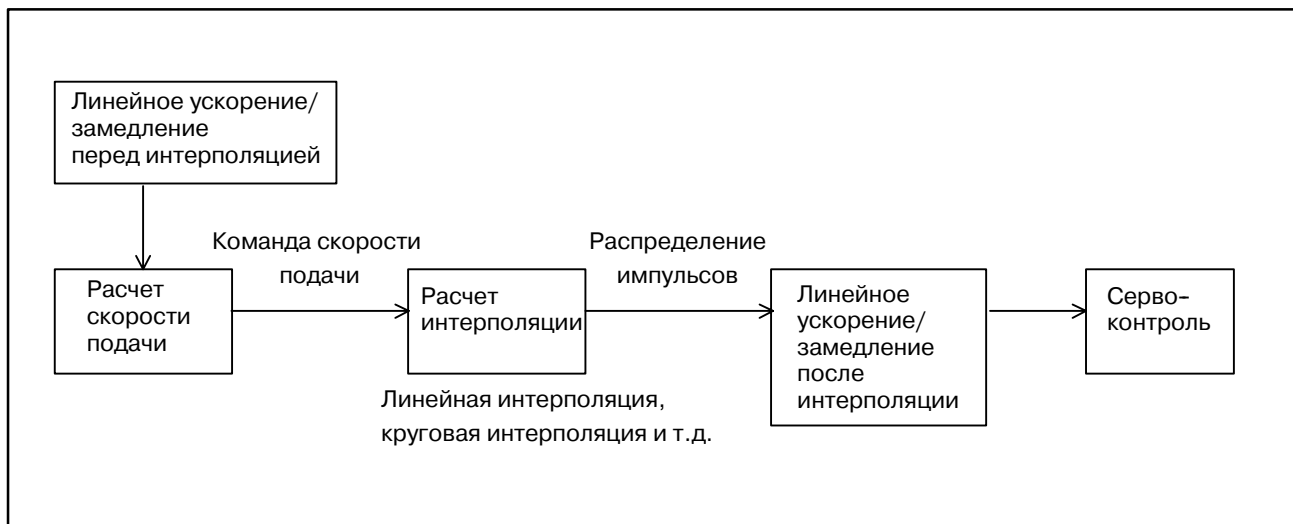 Линейное ускорение/
замедление
перед интерполяцией
Команда скорости
подачи
Распределение
импульсов
Расчет
скорости
подачи
Расчет
интерполяции
Линейное
ускорение/
замедление
после
интерполяции
Серво-
контроль
Линейная интерполяция,
круговая интерполяция и т.д.